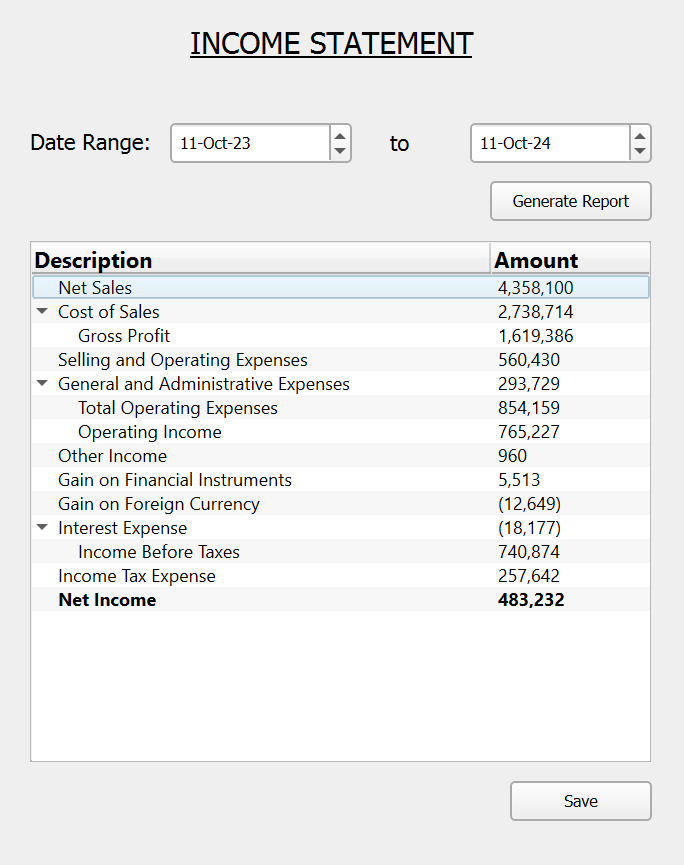 INCOME STATEMENT
Date Range: 11-Oct-23 to 11-Oct-24
Generate Report
Description Amount
Net Sales 4,358,100
Cost of Sales 2,738,714
Gross Profit 1,619,386
Selling and Operating Expenses 560,430
General and Administrative Expenses 293,729
Total Operating Expenses 854,159
Operating Income 765,227
Other Income 960
Gain on Financial Instruments 5,513
Gain on Foreign Currency (12,649)
Interest Expense (18,177)
Income Before Taxes 740,874
Income Tax Expense 257,642
Net Income 483,232
Save